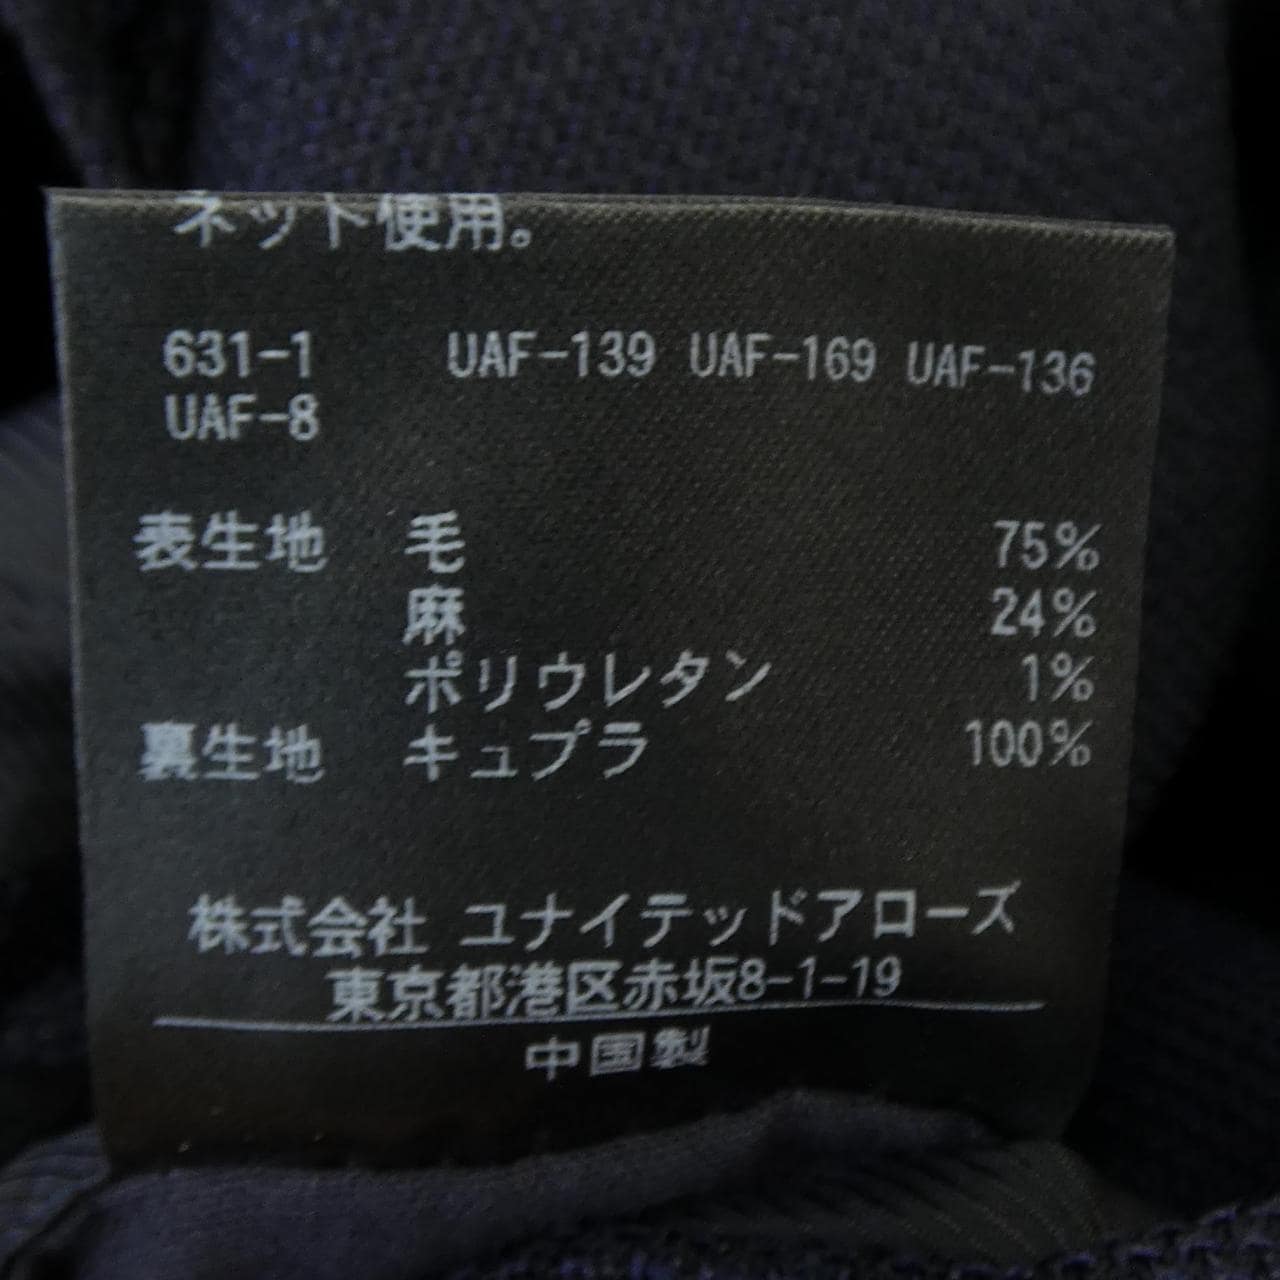 ネット使用。
631-1 UAF-139 UAF-169 UAF-136
UAF-8
表生地 毛 75%
麻 24%
ポリウレタン 1%
裏生地 キュプラ 100%
株式会社 ユナイテッドアローズ
東京都港区赤坂8-1-19
中国製